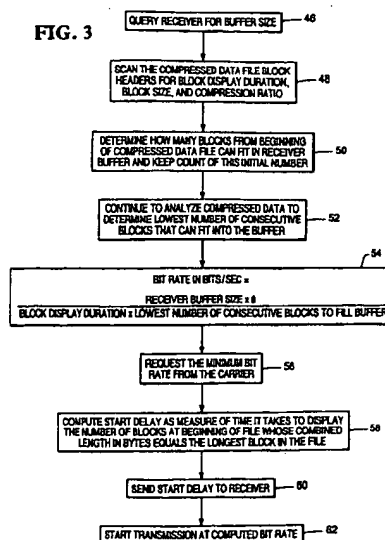 FIG. 3
QUERY RECEIVER FOR BUFFER SIZE
46
SCAN THE COMPRESSED DATA FILE BLOCK
HEADERS FOR BLOCK DISPLAY DURATION,
BLOCK SIZE, AND COMPRESSION RATIO
48
DETERMINE HOW MANY BLOCKS FROM BEGINNING
OF COMPRESSED DATA FILE CAN FIT IN RECEIVER
BUFFER AND KEEP COUNT OF THIS INITIAL NUMBER
50
CONTINUE TO ANALYZE COMPRESSED DATA TO
DETERMINE LOWEST NUMBER OF CONSECUTIVE
BLOCKS THAT CAN FIT INTO THE BUFFER
52
54
BIT RATE IN BITS/SEC =
RECEIVER BUFFER SIZE x 8
BLOCK DISPLAY DURATION x LOWEST NUMBER OF CONSECUTIVE BLOCKS TO FILL BUFFER
REQUEST THE MINIMUM BIT
RATE FROM THE CARRIER
56
COMPUTE START DELAY AS MEASURE OF TIME IT TAKES TO DISPLAY
THE NUMBER OF BLOCKS AT BEGINNING OF FILE WHOSE COMBINED
LENGTH IN BYTES EQUALS THE LONGEST BLOCK IN THE FILE
58
SEND START DELAY TO RECEIVER
60
START TRANSMISSION AT COMPUTED BIT RATE
62